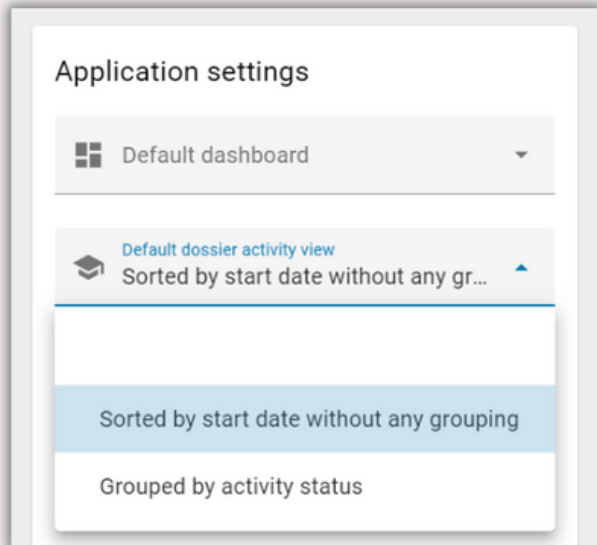 Application settings
Default dashboard
Default dossier activity view
Sorted by start date without any gr...
Sorted by start date without any grouping
Grouped by activity status